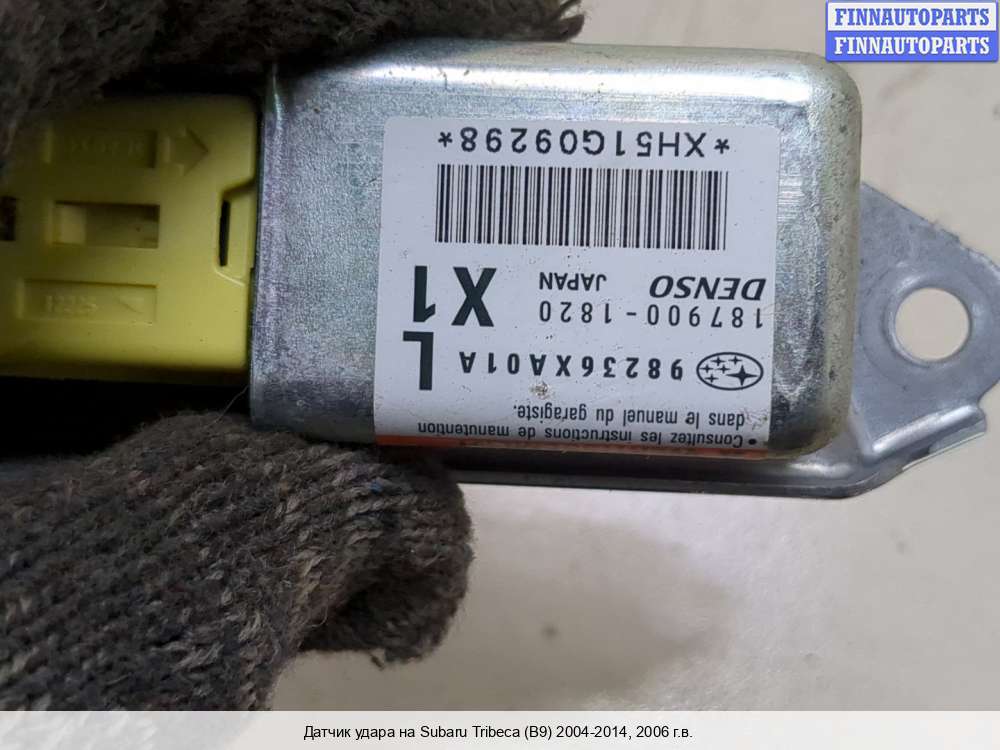 FINNAUTOPARTS
FINNAUTOPARTS
• Consultez les instructions de manutention
dans le manuel du garagiste.
98236XA01A
L
187900-1820
X1
DENSO
JAPAN
*XH51G09298*
Датчик удара на Subaru Tribeca (B9) 2004-2014, 2006 г.в.